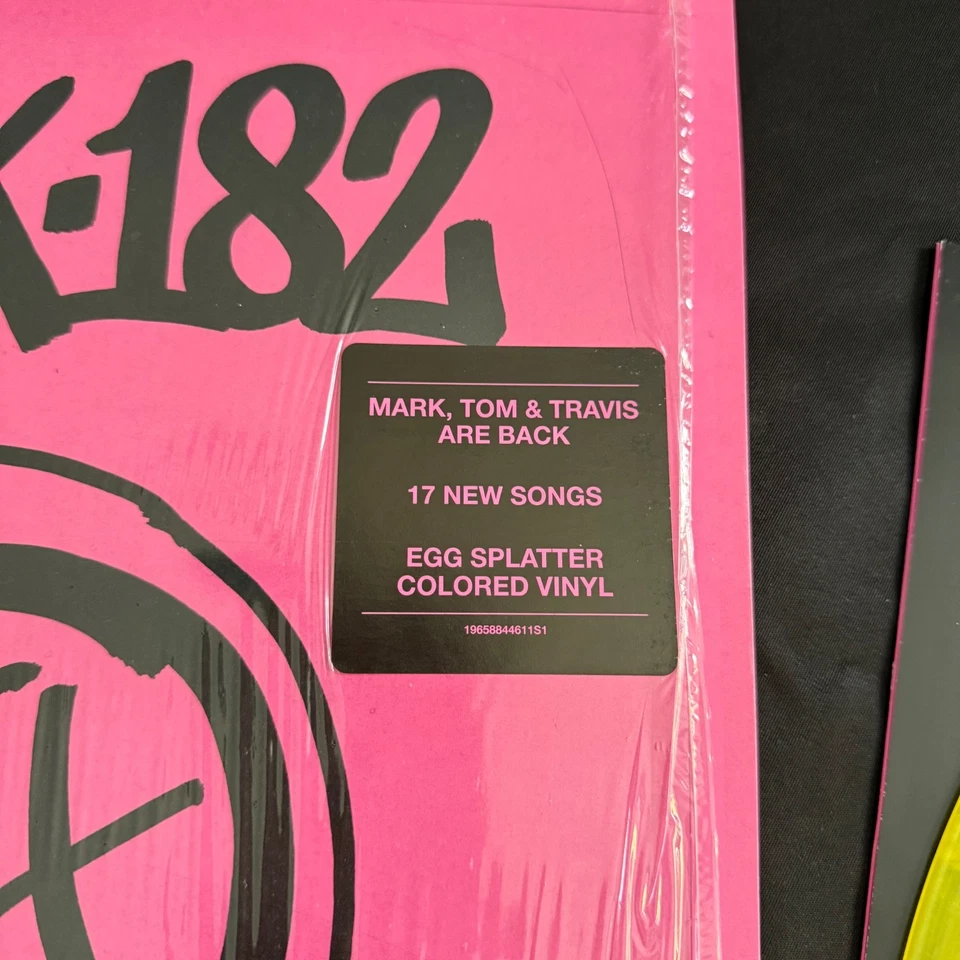 K-182
MARK, TOM & TRAVIS
ARE BACK
17 NEW SONGS
EGG SPLATTER
COLORED VINYL
19658844611S1